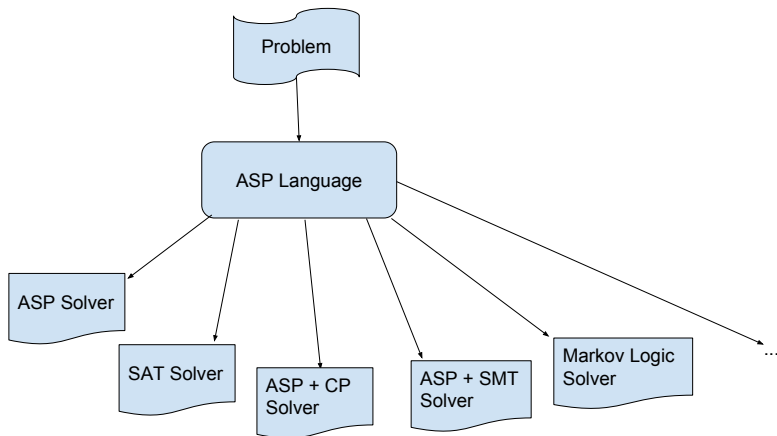 Problem
ASP Language
ASP Solver
SAT Solver
ASP + CP
Solver
ASP + SMT
Solver
Markov Logic
Solver
...